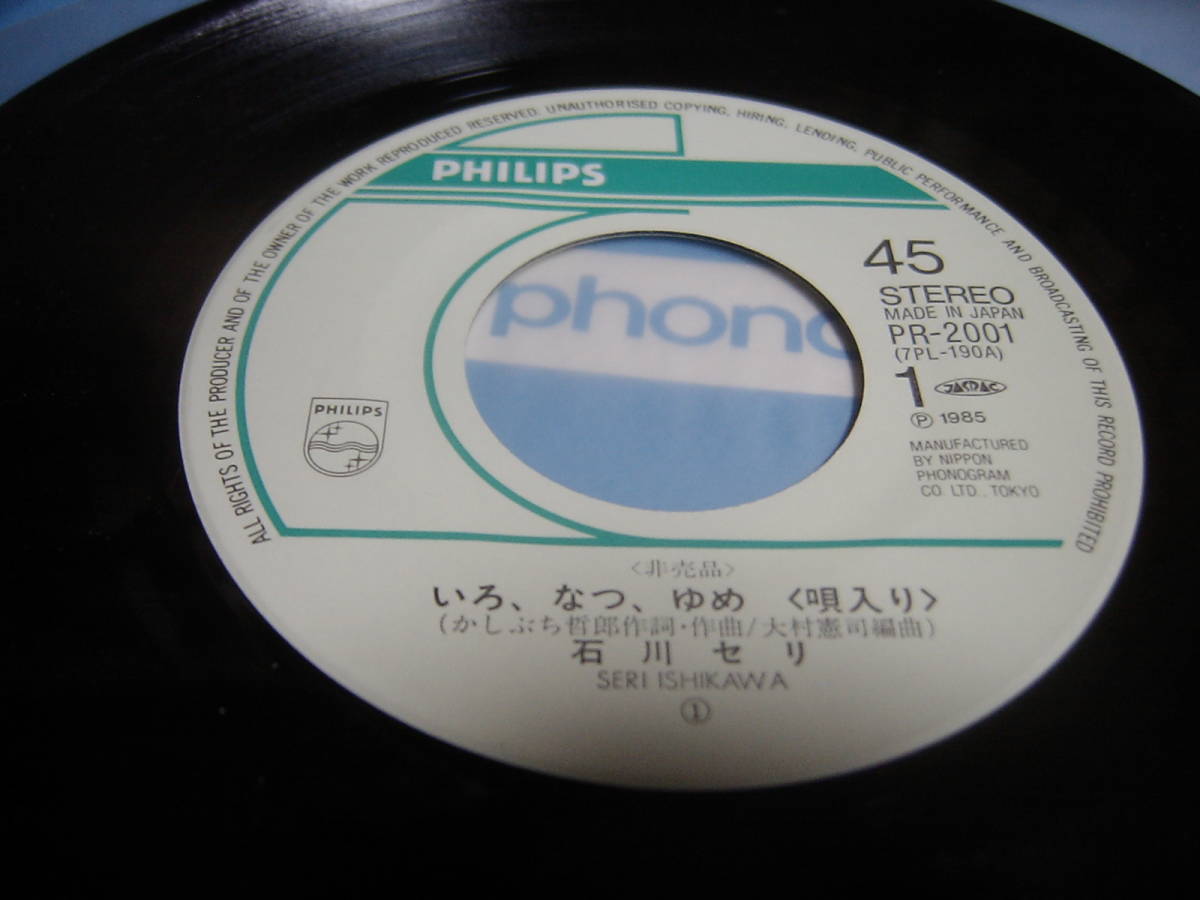 ALL RIGHTS OF THE PRODUCER AND OF THE OWNER OF THE WORK REPRODUCED RESERVED. UNAUTHORISED COPYING, HIRING, LENDING, PUBLIC PERFORMANCE AND BROADCASTING OF THIS RECORD PROHIBITED
PHILIPS
45
STEREO
MADE IN JAPAN
PR-2001
(7PL-190A)
1 JASRAC
Ⓟ 1985
MANUFACTURED
BY NIPPON
PHONOGRAM
CO. LTD., TOKYO
phono
PHILIPS
<非売品>
いろ、なつ、ゆめ <唄入り>
(かしぶち哲郎作詞・作曲/大村憲司編曲)
石川セリ
SERI ISHIKAWA
①